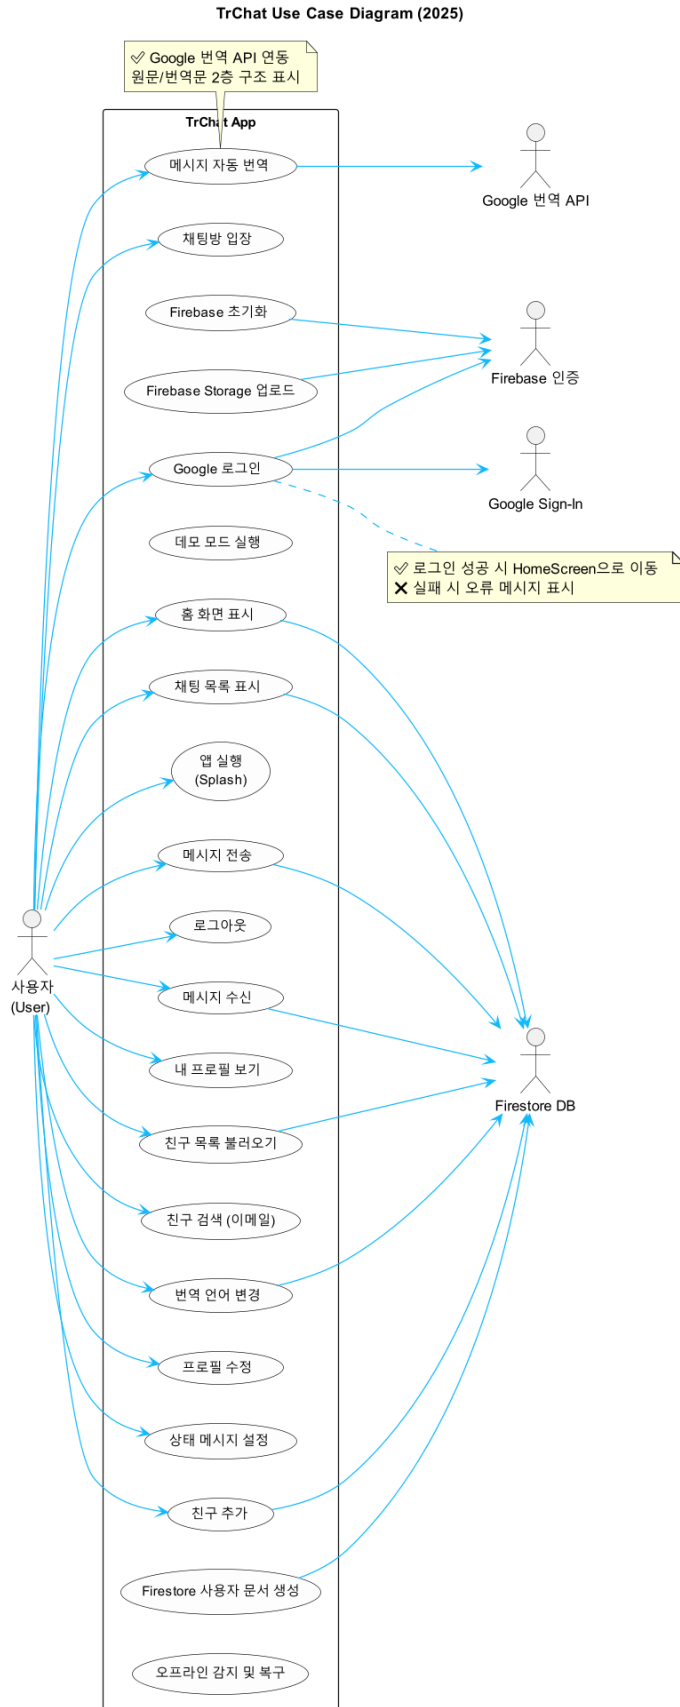 TrChat Use Case Diagram (2025)
✅ Google 번역 API 연동
원문/번역문 2층 구조 표시
TrChat App
메시지 자동 번역
Google 번역 API
채팅방 입장
Firebase 초기화
Firebase 인증
Firebase Storage 업로드
Google 로그인
Google Sign-In
데모 모드 실행
✅ 로그인 성공 시 HomeScreen으로 이동
❌ 실패 시 오류 메시지 표시
홈 화면 표시
채팅 목록 표시
앱 실행
(Splash)
메시지 전송
로그아웃
사용자
(User)
메시지 수신
내 프로필 보기
Firestore DB
친구 목록 불러오기
친구 검색 (이메일)
번역 언어 변경
프로필 수정
상태 메시지 설정
친구 추가
Firestore 사용자 문서 생성
오프라인 감지 및 복구